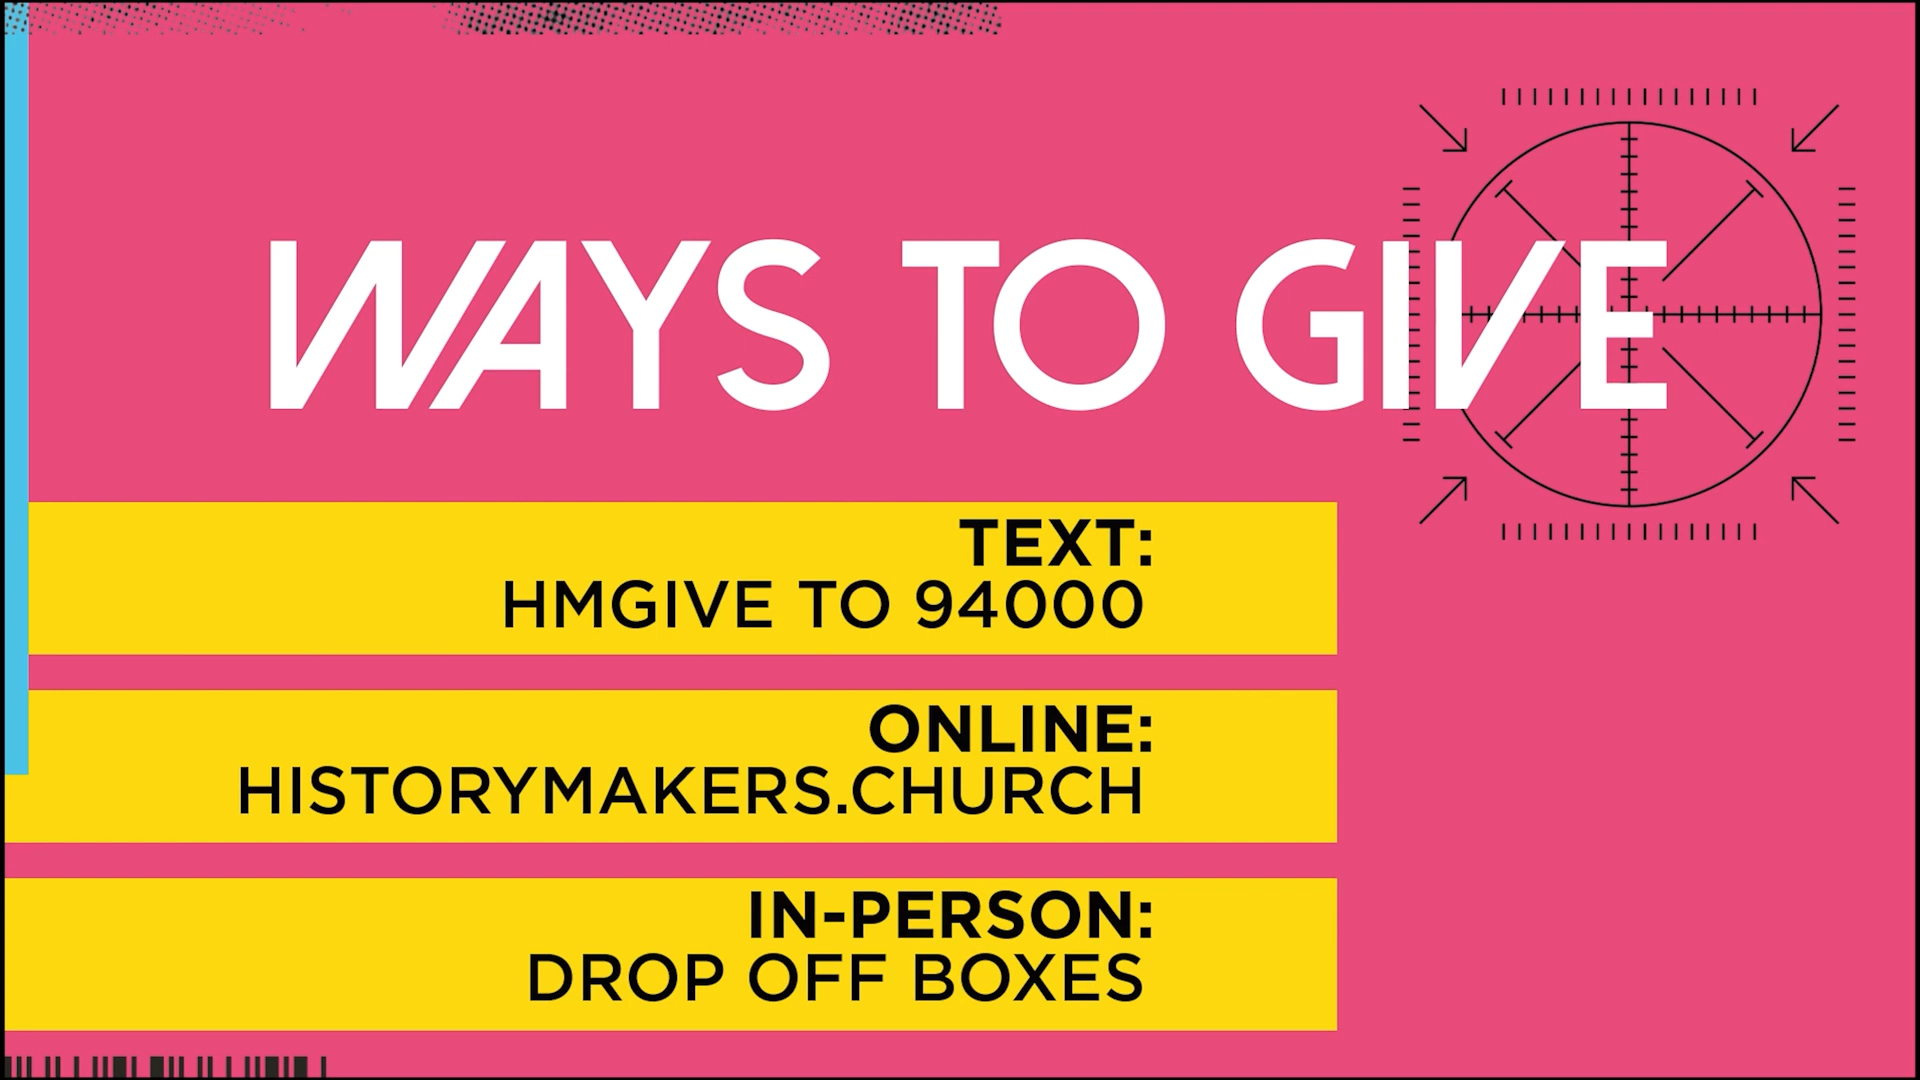 WAYS TO GIVE
TEXT:
HMGIVE TO 94000
ONLINE:
HISTORYMAKERS.CHURCH
IN-PERSON:
DROP OFF BOXES